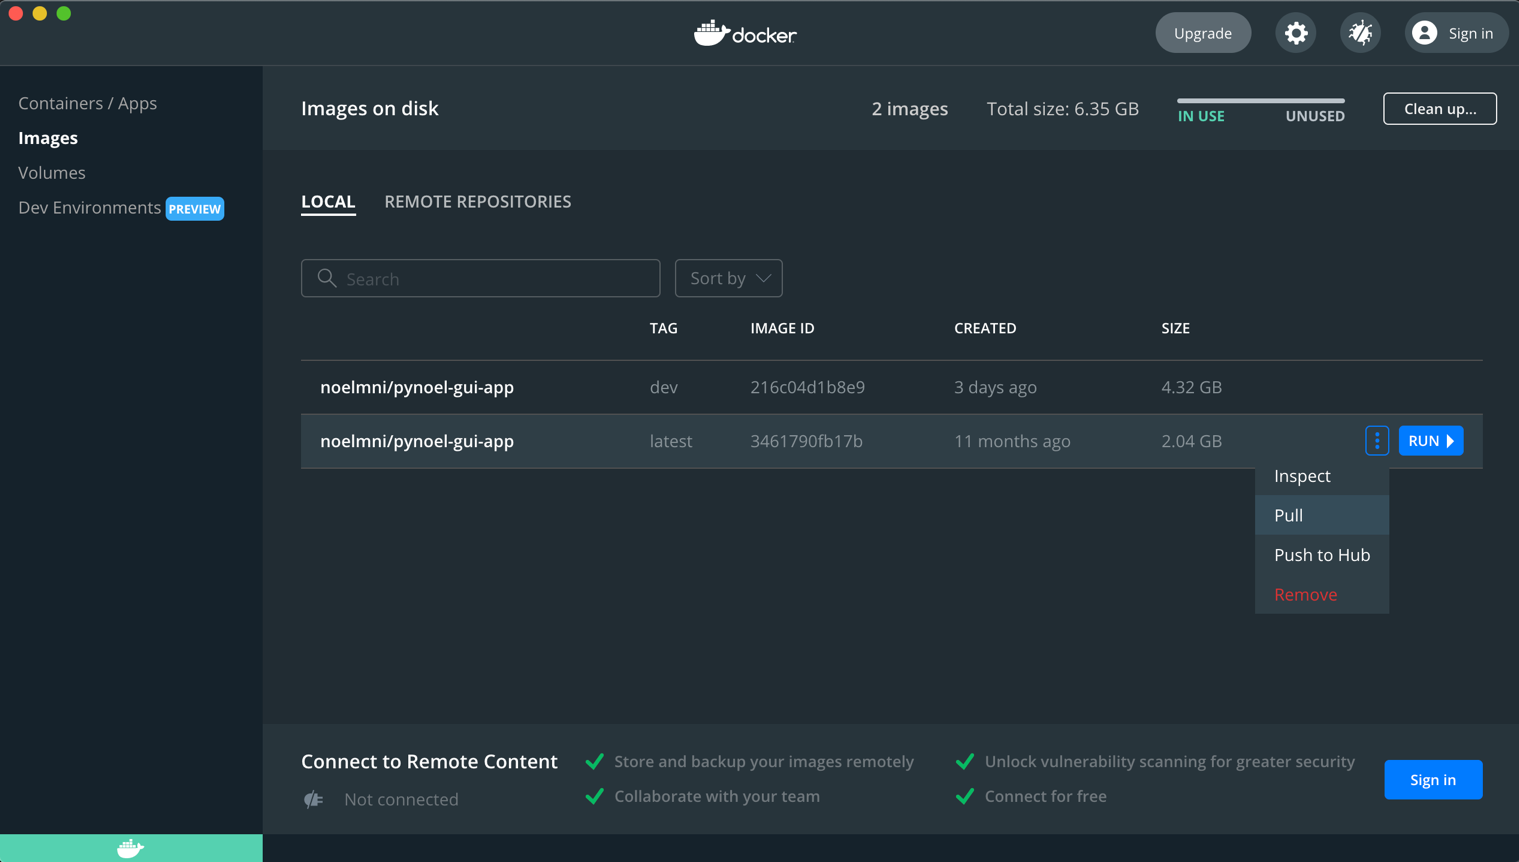 docker
Upgrade
Sign in
Containers / Apps
Images
Volumes
Dev Environments PREVIEW
Images on disk
2 images
Total size: 6.35 GB
IN USE
UNUSED
Clean up...
LOCAL
REMOTE REPOSITORIES
Search
Sort by
TAG IMAGE ID CREATED SIZE
noelmni/pynoel-gui-app dev 216c04d1b8e9 3 days ago 4.32 GB
noelmni/pynoel-gui-app latest 3461790fb17b 11 months ago 2.04 GB RUN
Inspect
Pull
Push to Hub
Remove
Connect to Remote Content
Not connected
Store and backup your images remotely
Collaborate with your team
Unlock vulnerability scanning for greater security
Connect for free
Sign in